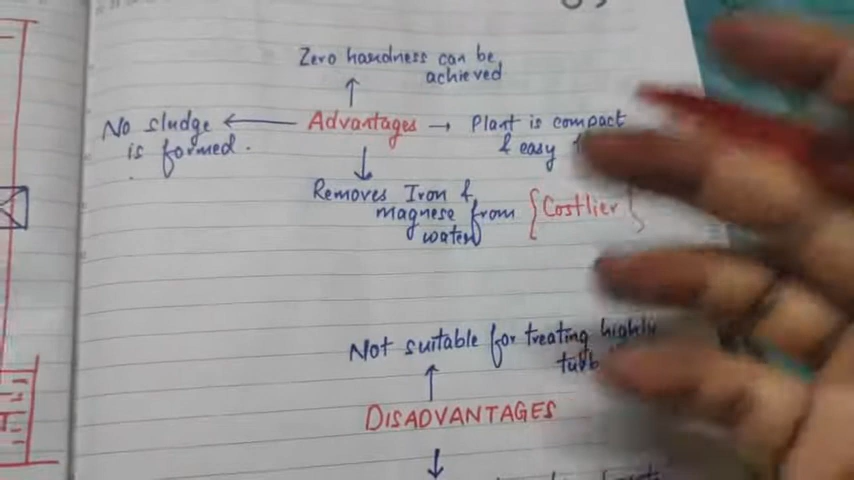 Zero hardness can be
achieved
No sludge
is formed.
Advantages
Plant is compact
& easy
Removes Iron &
magnese from
water
{Costlier}
Not suitable for treating highly
DISADVANTAGES